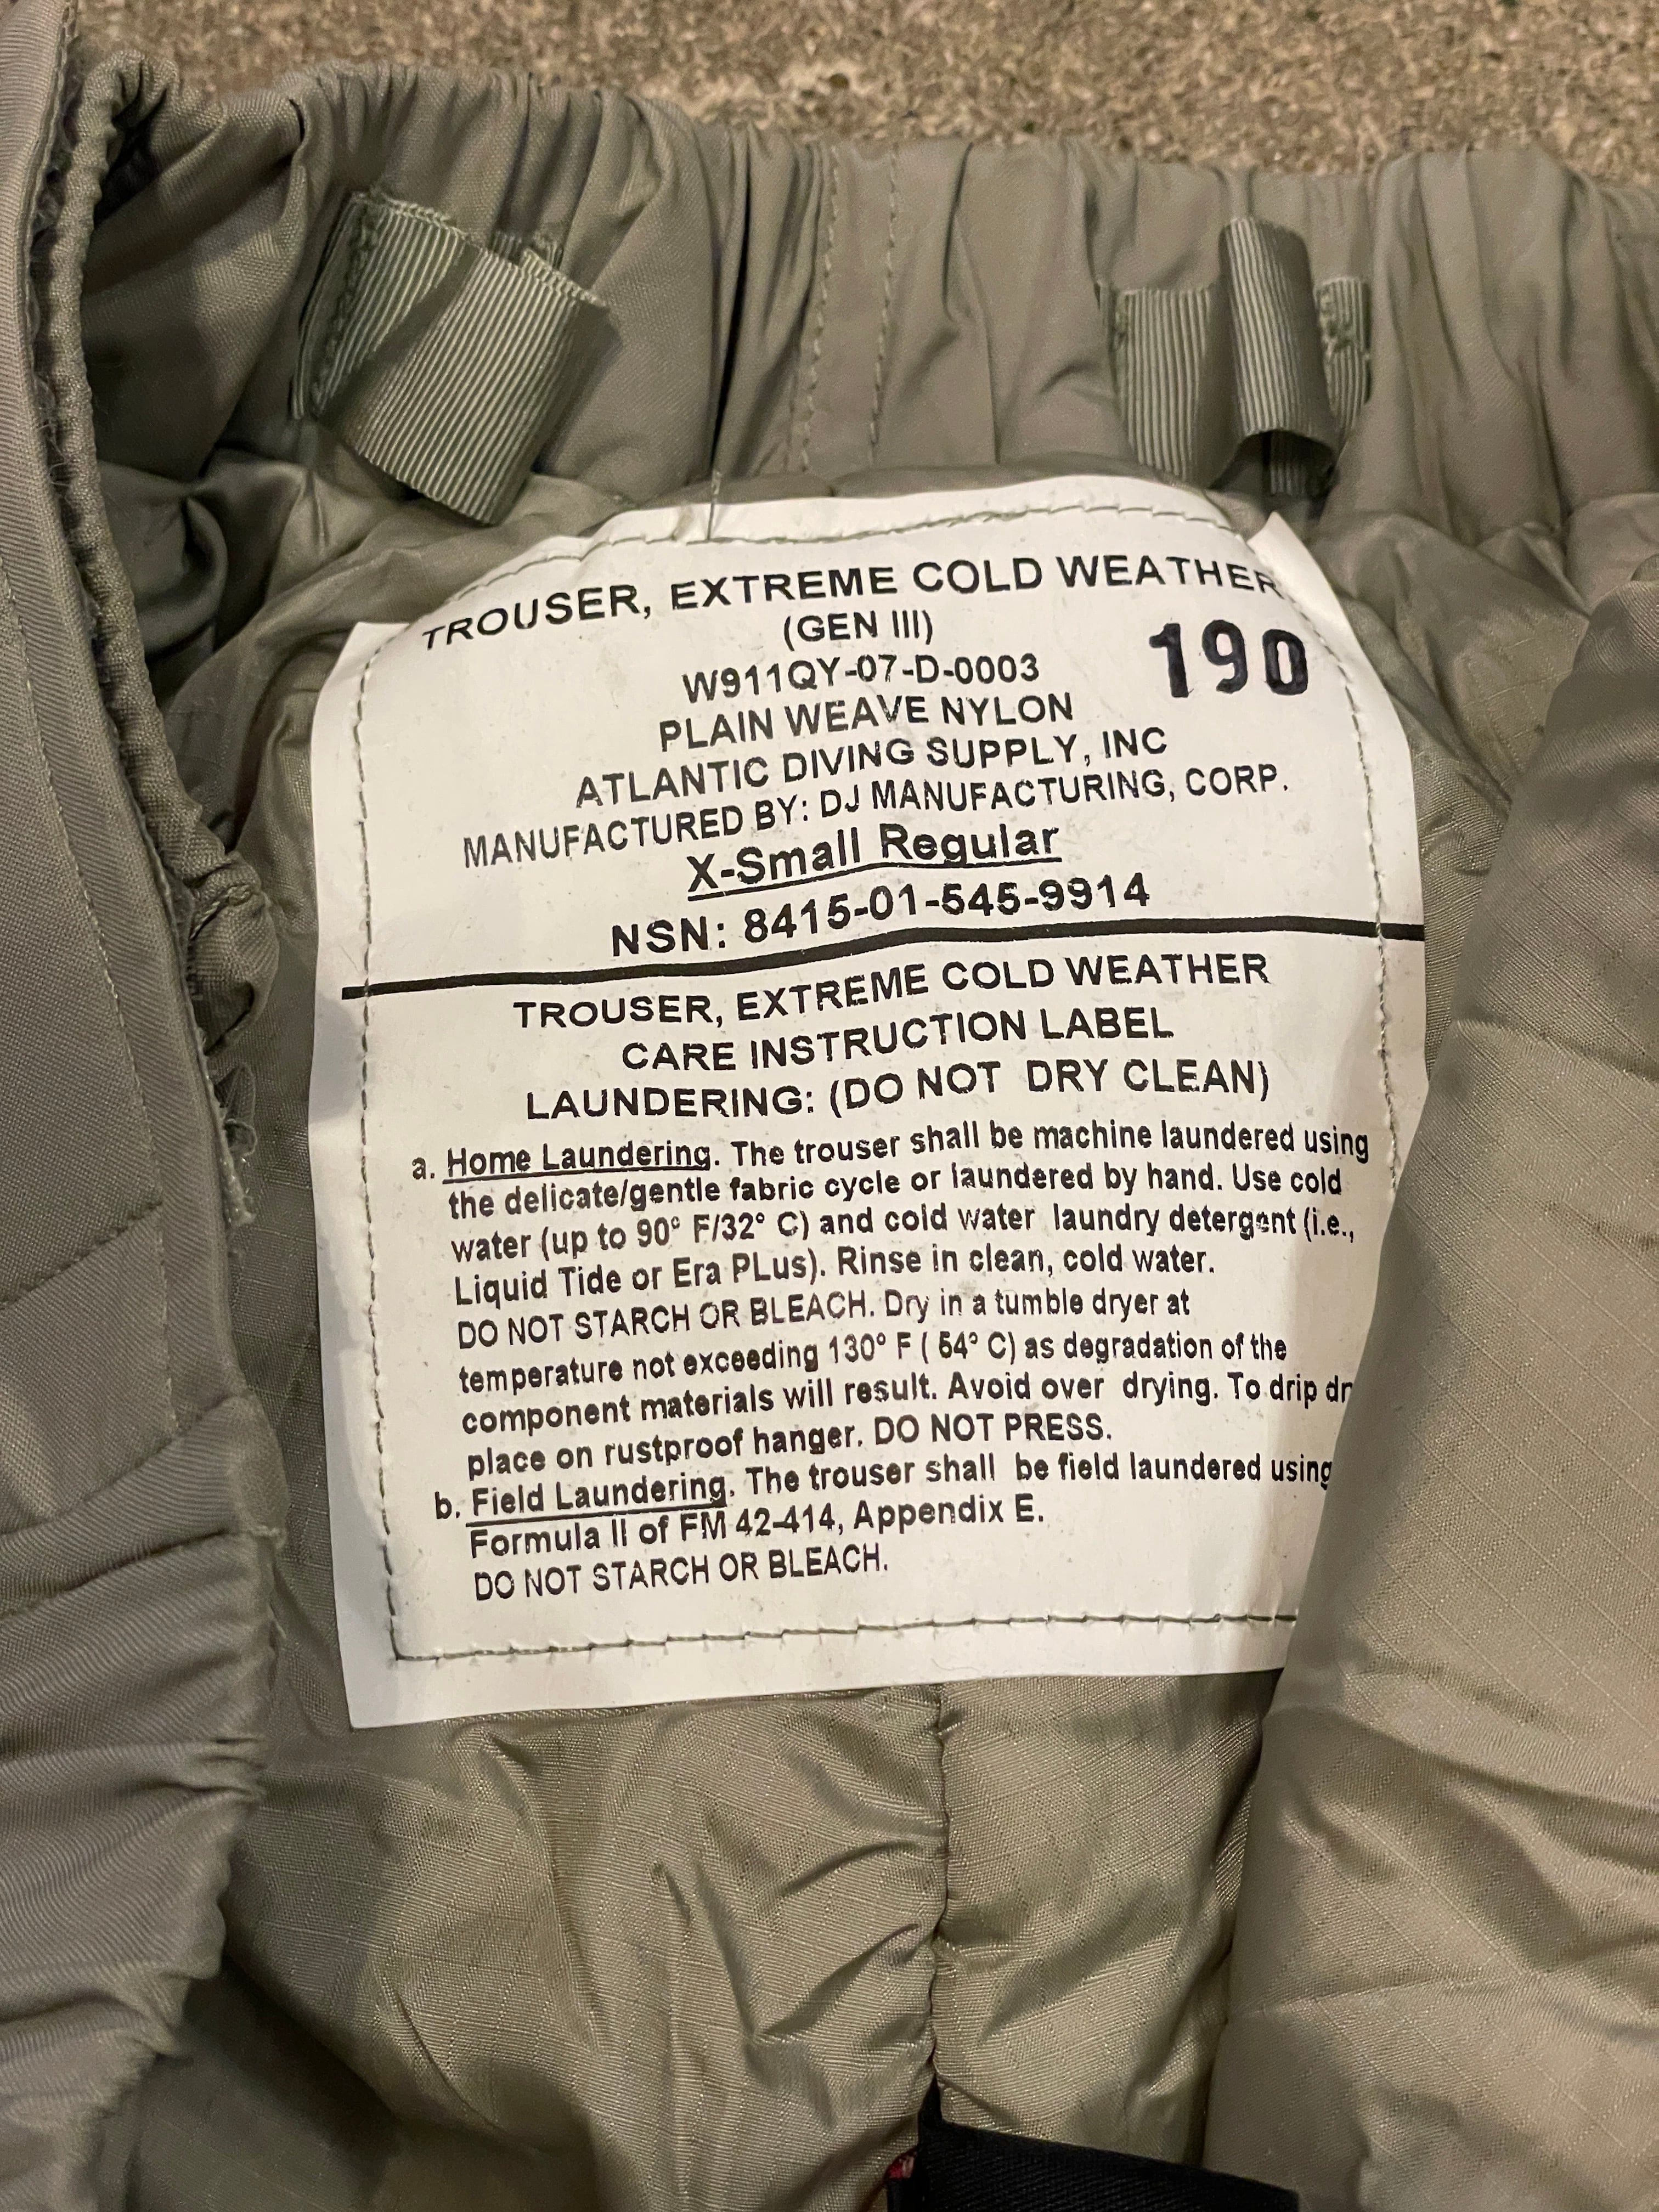 TROUSER, EXTREME COLD WEATHER
(GEN III)
190
W911QY-07-D-0003
PLAIN WEAVE NYLON
ATLANTIC DIVING SUPPLY, INC
MANUFACTURED BY: DJ MANUFACTURING, CORP.
X-Small Regular
NSN: 8415-01-545-9914
TROUSER, EXTREME COLD WEATHER
CARE INSTRUCTION LABEL
LAUNDERING: (DO NOT DRY CLEAN)
a. Home Laundering. The trouser shall be machine laundered using
the delicate/gentle fabric cycle or laundered by hand. Use cold
water (up to 90° F/32° C) and cold water laundry detergent (i.e.,
Liquid Tide or Era PLus). Rinse in clean, cold water.
DO NOT STARCH OR BLEACH. Dry in a tumble dryer at
temperature not exceeding 130° F ( 54° C) as degradation of the
component materials will result. Avoid over drying. To drip dr
place on rustproof hanger. DO NOT PRESS.
b. Field Laundering. The trouser shall be field laundered using
Formula II of FM 42-414, Appendix E.
DO NOT STARCH OR BLEACH.